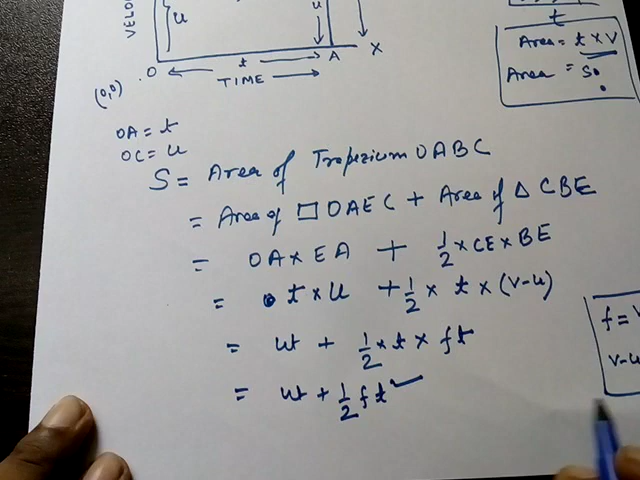 VELO
u
u
t
A
X
O
TIME
(0,0)
t
Area = t x v
Area = S.
OA = t
OC = u
S = Area of Trapezium OABC
= Area of □ OAEC + Area of Δ CBE
= OA x EA + 1/2 x CE x BE
= t x u + 1/2 x t x (v-u)
= ut + 1/2 x t x ft
= ut + 1/2 ft
f = v
v-u